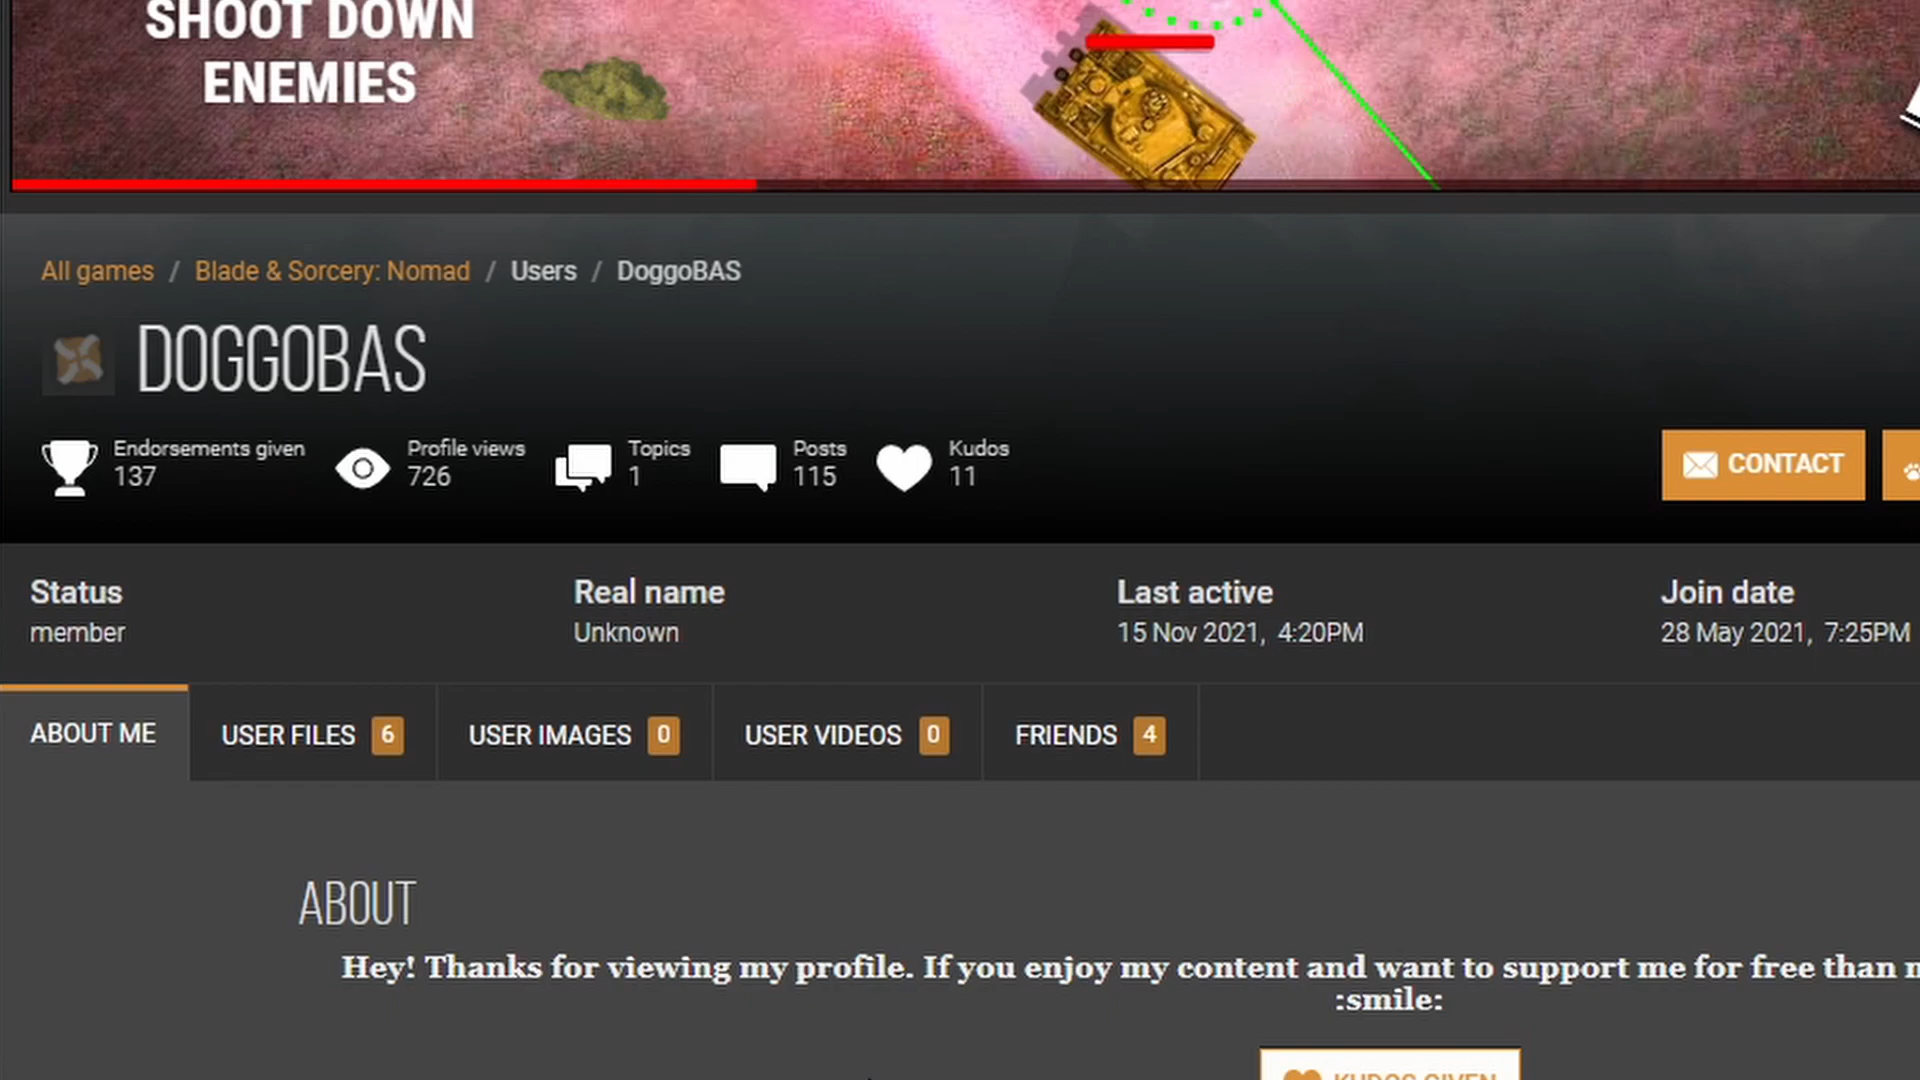 SHOOT DOWN
ENEMIES
All games / Blade & Sorcery: Nomad / Users / DoggoBAS
DOGGOBAS
Endorsements given
137
Profile views
726
Topics
1
Posts
115
Kudos
11
CONTACT
Status
member
Real name
Unknown
Last active
15 Nov 2021, 4:20PM
Join date
28 May 2021, 7:25PM
ABOUT ME
USER FILES 6
USER IMAGES 0
USER VIDEOS 0
FRIENDS 4
ABOUT
Hey! Thanks for viewing my profile. If you enjoy my content and want to support me for free than
:smile:
KUDOS GIVEN